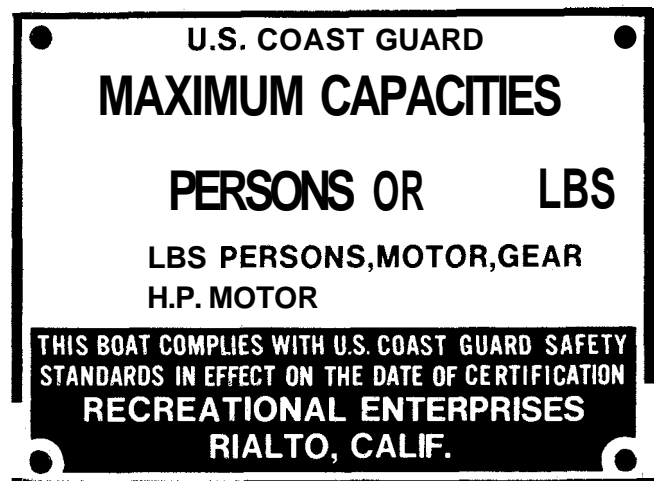 U.S. COAST GUARD
MAXIMUM CAPACITIES
PERSONS OR LBS
LBS PERSONS,MOTOR,GEAR
H.P. MOTOR
THIS BOAT COMPLIES WITH U.S. COAST GUARD SAFETY
STANDARDS IN EFFECT ON THE DATE OF CERTIFICATION
RECREATIONAL ENTERPRISES
RIALTO, CALIF.